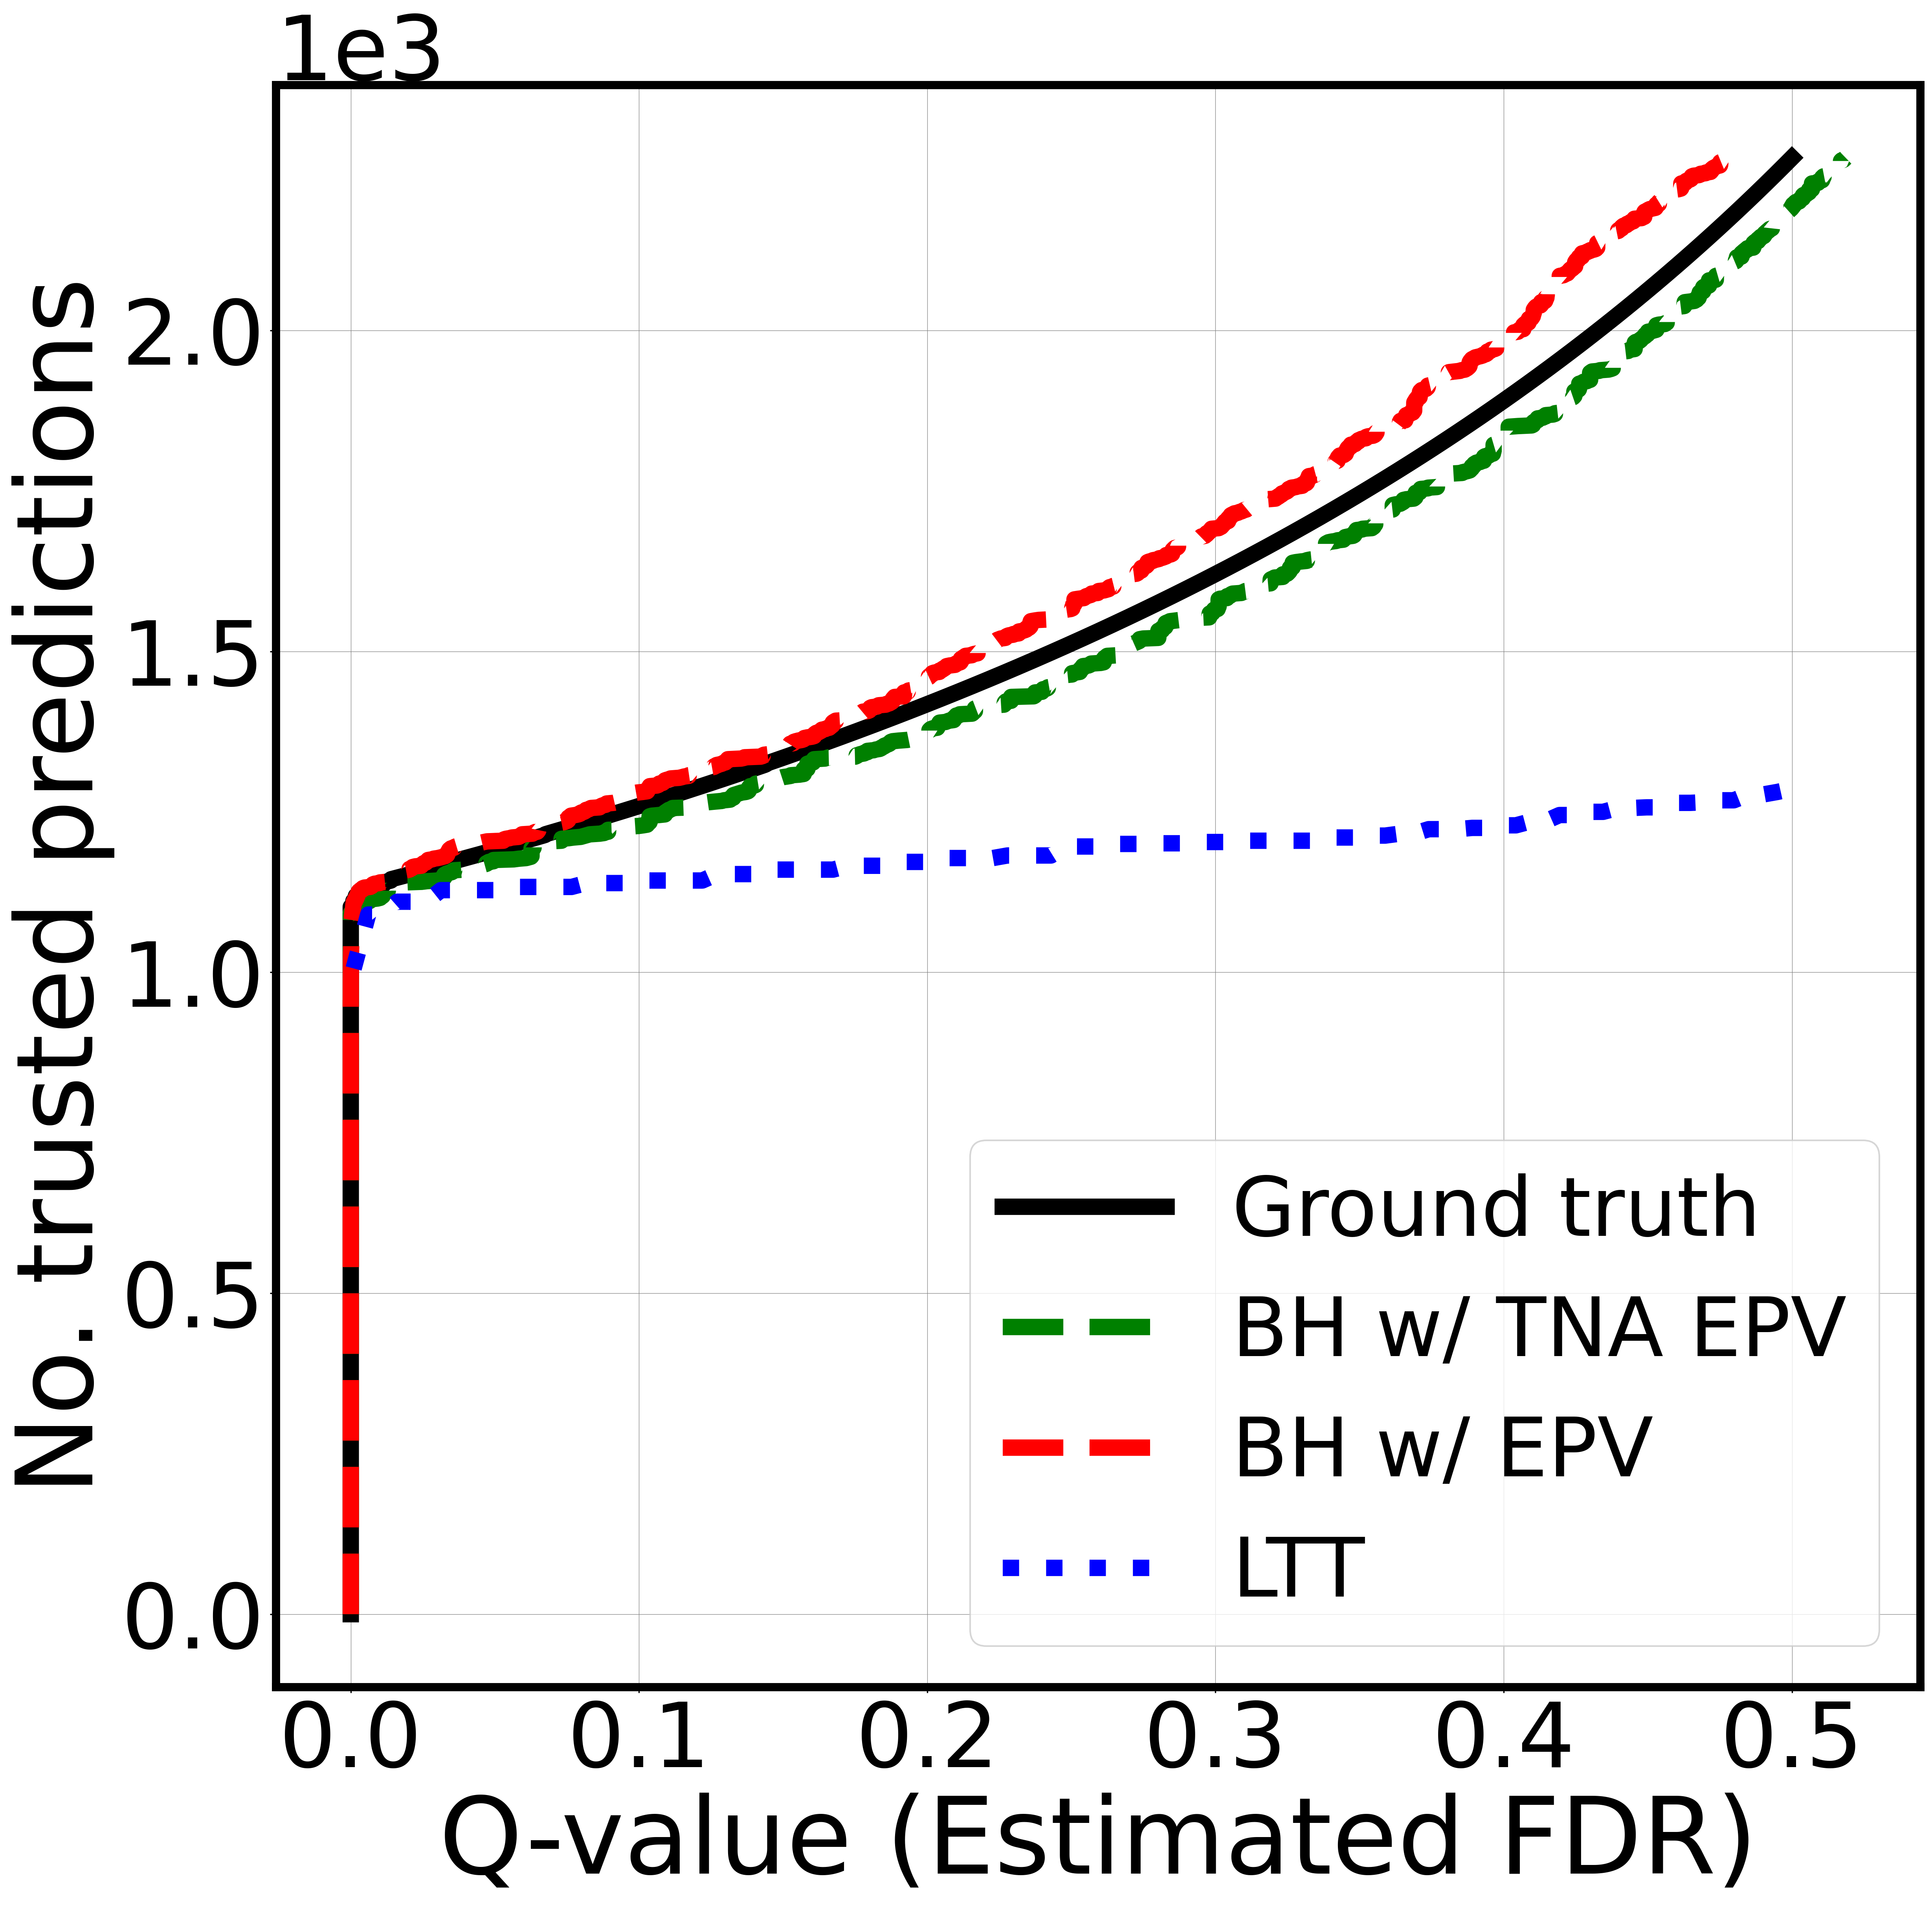 1e3
No. trusted predictions
2.0
1.5
1.0
0.5
0.0
Ground truth
BH w/ TNA EPV
BH w/ EPV
LTT
0.0 0.1 0.2 0.3 0.4 0.5
Q-value (Estimated FDR)